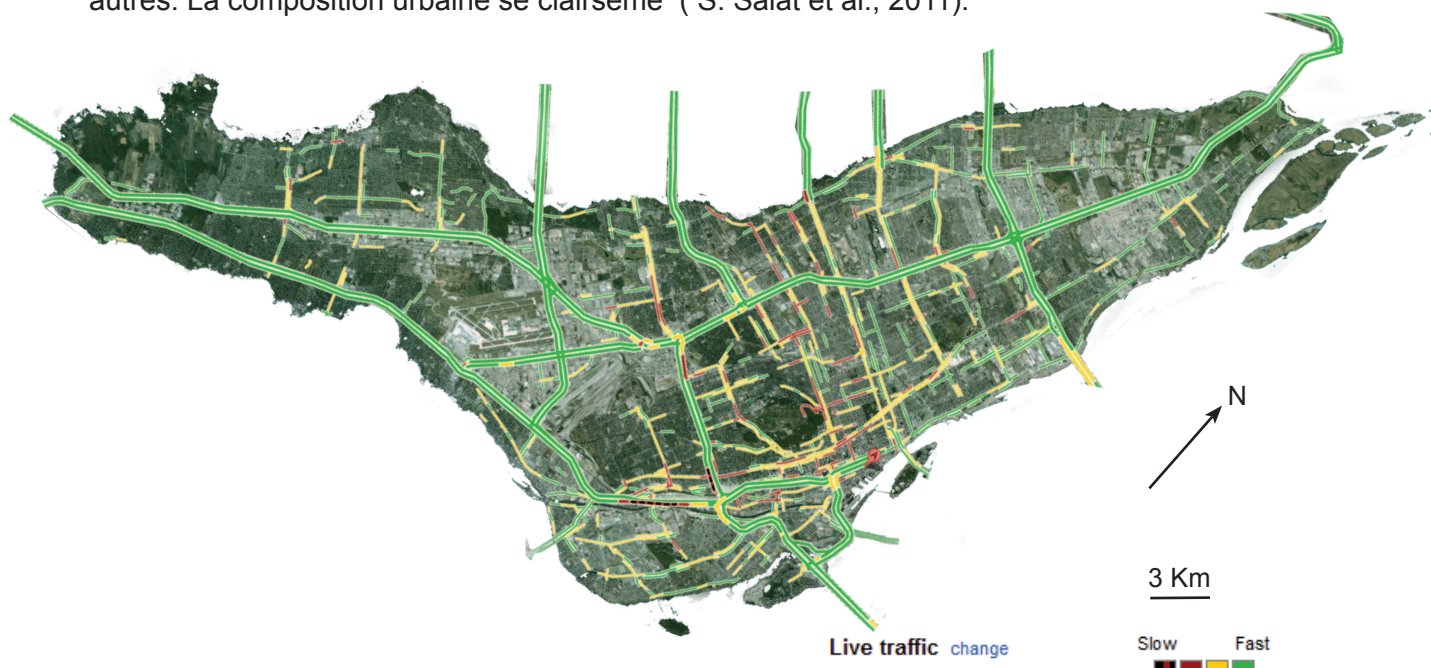 autres. La composition urbaine se clairsème" ( S. Salat et al., 2011).
N
3 Km
Live traffic change
Slow Fast